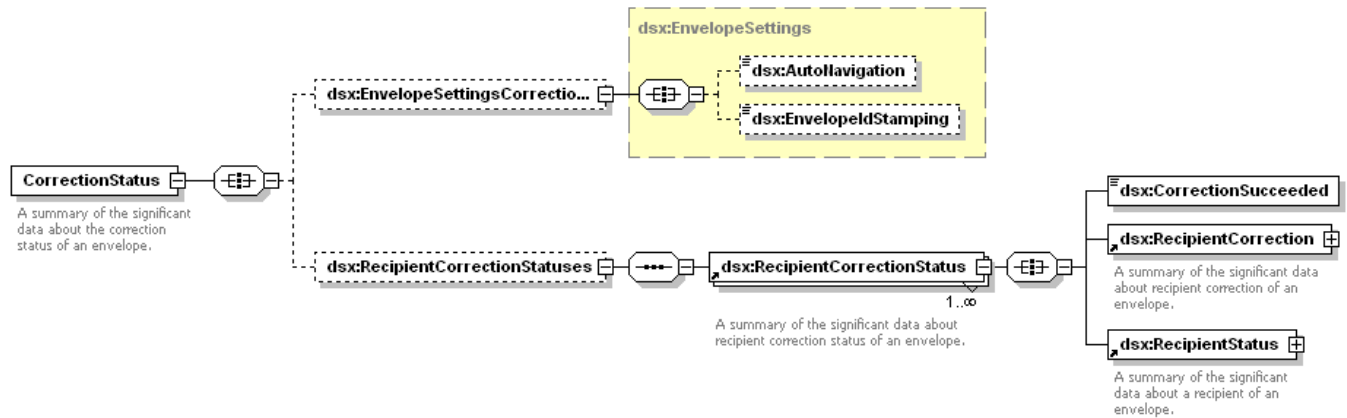 dsx:EnvelopeSettings
dsx:AutoNavigation
dsx:EnvelopeSettingsCorrectio...
dsx:EnvelopeIdStamping
CorrectionStatus
A summary of the significant
data about the correction
status of an envelope.
dsx:CorrectionSucceeded
dsx:RecipientCorrection
A summary of the significant data
about recipient correction of an
envelope.
dsx:RecipientCorrectionStatuses
dsx:RecipientCorrectionStatus
1..∞
A summary of the significant data about
recipient correction status of an envelope.
dsx:RecipientStatus
A summary of the significant
data about a recipient of an
envelope.